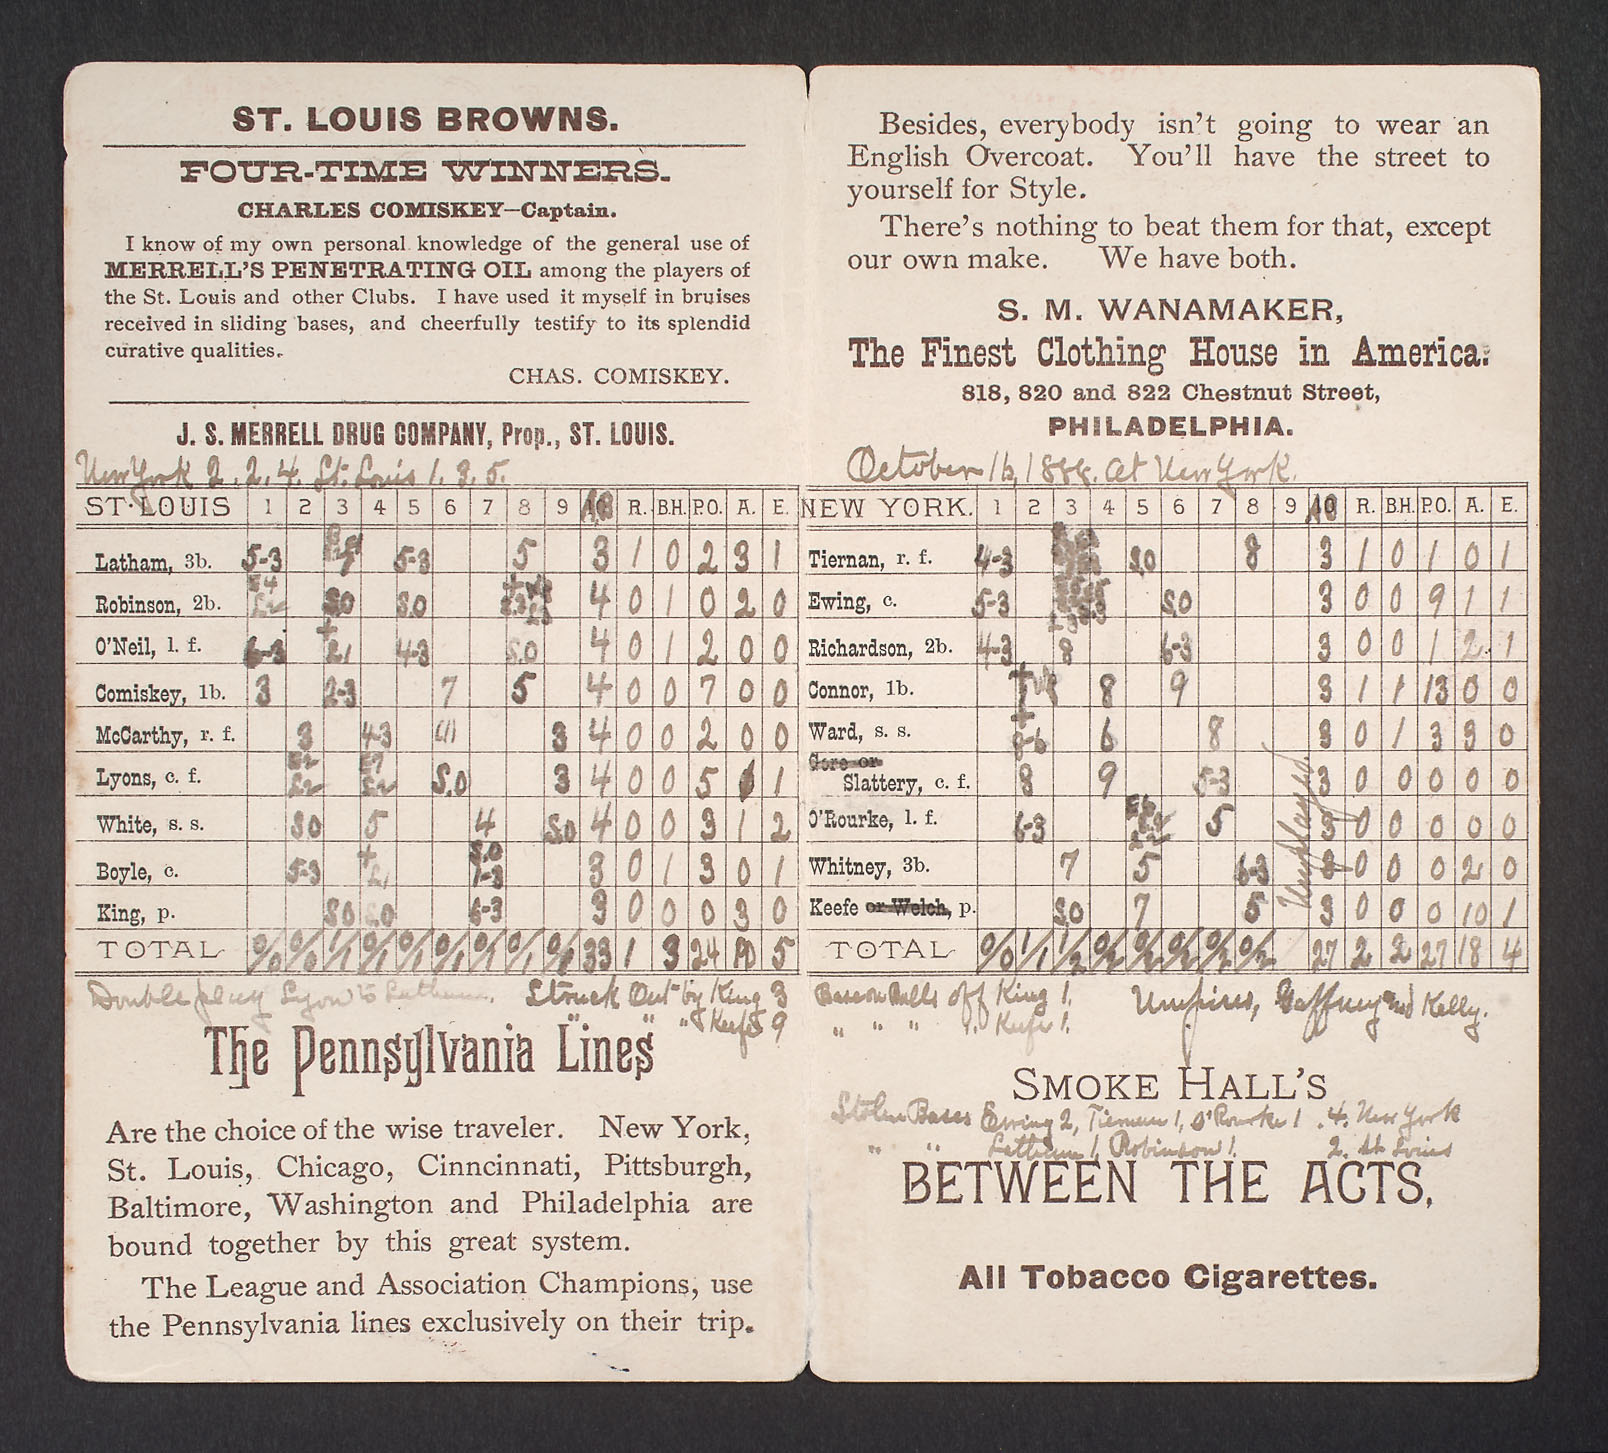 ST. LOUIS BROWNS.
FOUR-TIME WINNERS.
CHARLES COMISKEY—Captain.
I know of my own personal knowledge of the general use of
MERRELL'S PENETRATING OIL among the players of
the St. Louis and other Clubs. I have used it myself in bruises
received in sliding bases, and cheerfully testify to its splendid
curative qualities.
CHAS. COMISKEY.
J. S. MERRELL DRUG COMPANY, Prop., ST. LOUIS.
New York 2. 2. 4. St. Louis 1. 3. 5.
ST. LOUIS 1 2 3 4 5 6 7 8 9 10 R. B.H. P.O. A. E.
Latham, 3b. 5-3 5-3 5 3 1 0 2 3 1
Robinson, 2b. S.O S.O 4 0 1 0 2 0
O'Neil, l. f. 6-3 4-3 S.O 4 0 1 2 0 0
Comiskey, 1b. 3 2-3 7 5 4 0 0 7 0 0
McCarthy, r. f. 3 4-3 3 4 0 0 2 0 0
Lyons, c. f. S.O 3 4 0 0 5 1 1
White, s. s. S O 5 4 S.O 4 0 0 3 1 2
Boyle, c. 5-3 S.O 1-3 3 0 1 3 0 1
King, p. S O S.O 6-3 3 0 0 0 3 0
TOTAL 0/0 0/0 1/1 0/1 0/1 0/1 0/1 0/1 0/1 33 1 3 24 10 5
Double play Lyons to Latham. Struck Out by King 3
" " " Keefe 9
The Pennsylvania Lines
Are the choice of the wise traveler. New York,
St. Louis, Chicago, Cinncinnati, Pittsburgh,
Baltimore, Washington and Philadelphia are
bound together by this great system.
The League and Association Champions, use
the Pennsylvania lines exclusively on their trip.
Besides, everybody isn't going to wear an
English Overcoat. You'll have the street to
yourself for Style.
There's nothing to beat them for that, except
our own make. We have both.
S. M. WANAMAKER,
The Finest Clothing House in America.
818, 820 and 822 Chestnut Street,
PHILADELPHIA.
October 16, 1888. At New York.
NEW YORK. 1 2 3 4 5 6 7 8 9 10 R. B.H. P.O. A. E.
Tiernan, r. f. 4-3 S.O 8 3 1 0 1 0 1
Ewing, c. 5-3 S.O 3 0 0 9 1 1
Richardson, 2b. 4-3 8 6-3 3 0 0 1 2 1
Connor, 1b. 8 9 3 1 1 13 0 0
Ward, s. s. 8-6 6 8 3 0 1 3 3 0
Gore or
Slattery, c. f. 8 9 5-3 3 0 0 0 0 0
O'Rourke, l. f. 6-3 5 3 0 0 0 0 0
Whitney, 3b. 7 5 6-3 3 0 0 0 2 0
Keefe or Welch, p. S.O 7 5 3 0 0 0 10 1
Unplayed.
TOTAL 0/0 1/1 1/2 0/2 0/2 0/2 0/2 0/2 27 2 2 27 18 4
Base on Balls off King 1. Umpires, Gaffney and Kelly.
" " " " Keefe 1.
SMOKE HALL'S
Stolen Bases Ewing 2, Tiernan 1, O'Rourke 1. 4. New York
" " Latham 1, Robinson 1. 2. St Louis
BETWEEN THE ACTS,
All Tobacco Cigarettes.